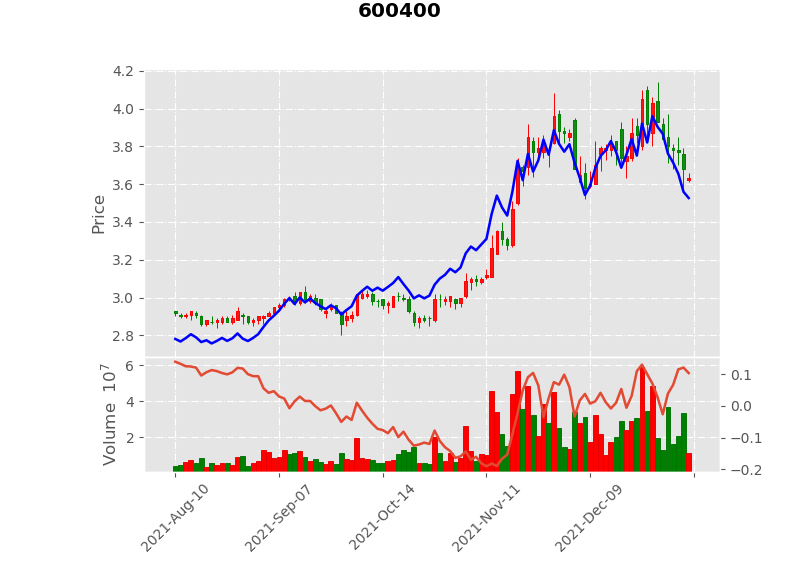 600400
4.2
4.0
3.8
3.6
3.4
3.2
3.0
2.8
Price
6
4
2
Volume 10^7
0.1
0.0
−0.1
−0.2
2021-Aug-10
2021-Sep-07
2021-Oct-14
2021-Nov-11
2021-Dec-09